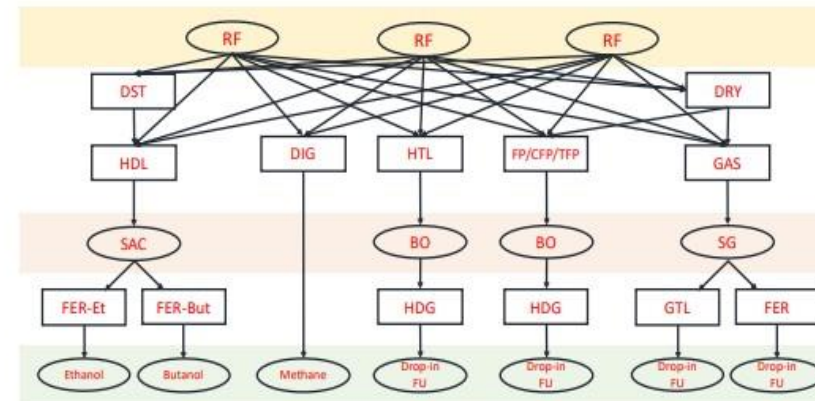 RF
RF
RF
DST
DRY
HDL
DIG
HTL
FP/CFP/TFP
GAS
SAC
BO
BO
SG
FER-Et
FER-But
HDG
HDG
GTL
FER
Ethanol
Butanol
Methane
Drop-in
FU
Drop-in
FU
Drop-in
FU
Drop-in
FU